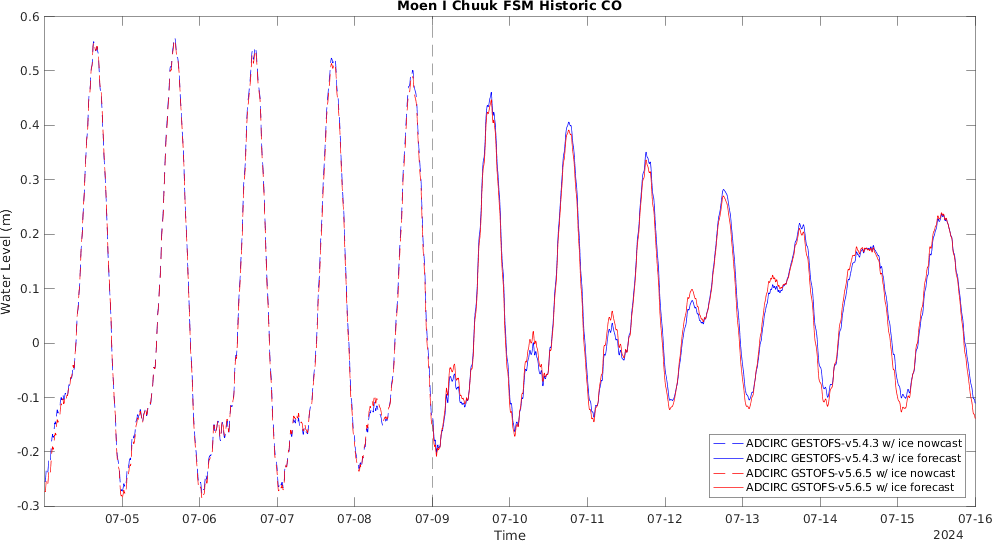 Moen I Chuuk FSM Historic CO
0.6
0.5
0.4
0.3
0.2
0.1
0
-0.1
-0.2
-0.3
Water Level (m)
ADCIRC GESTOFS-v5.4.3 w/ ice nowcast
ADCIRC GESTOFS-v5.4.3 w/ ice forecast
ADCIRC GSTOFS-v5.6.5 w/ ice nowcast
ADCIRC GSTOFS-v5.6.5 w/ ice forecast
07-05 07-06 07-07 07-08 07-09 07-10 07-11 07-12 07-13 07-14 07-15 07-16
Time
2024